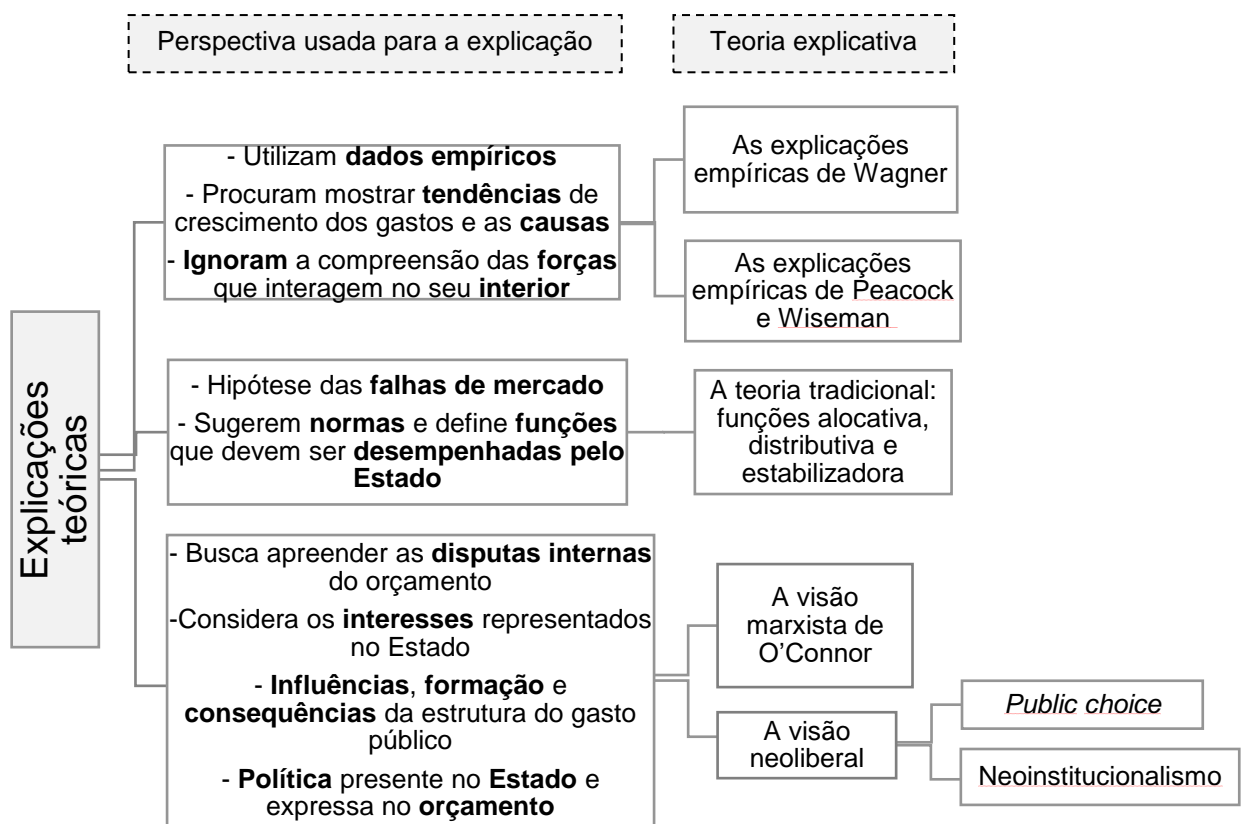 Perspectiva usada para a explicação
Teoria explicativa
Explicações
teóricas
- Utilizam dados empíricos
- Procuram mostrar tendências de
crescimento dos gastos e as causas
- Ignoram a compreensão das forças
que interagem no seu interior
As explicações
empíricas de Wagner
As explicações
empíricas de Peacock
e Wiseman
- Hipótese das falhas de mercado
- Sugerem normas e define funções
que devem ser desempenhadas pelo
Estado
A teoria tradicional:
funções alocativa,
distributiva e
estabilizadora
- Busca apreender as disputas internas
do orçamento
-Considera os interesses representados
no Estado
- Influências, formação e
consequências da estrutura do gasto
público
- Política presente no Estado e
expressa no orçamento
A visão
marxista de
O’Connor
A visão
neoliberal
Public choice
Neoinstitucionalismo